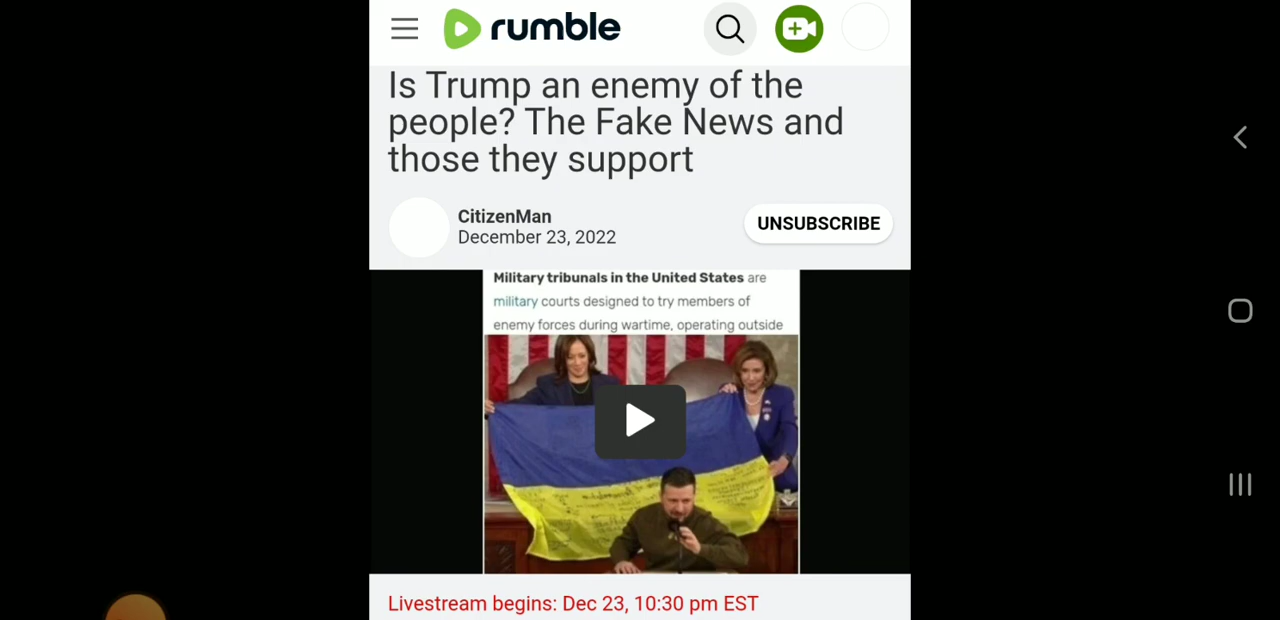 rumble
Is Trump an enemy of the
people? The Fake News and
those they support
CitizenMan
December 23, 2022
UNSUBSCRIBE
Military tribunals in the United States are
military courts designed to try members of
enemy forces during wartime, operating outside
Livestream begins: Dec 23, 10:30 pm EST